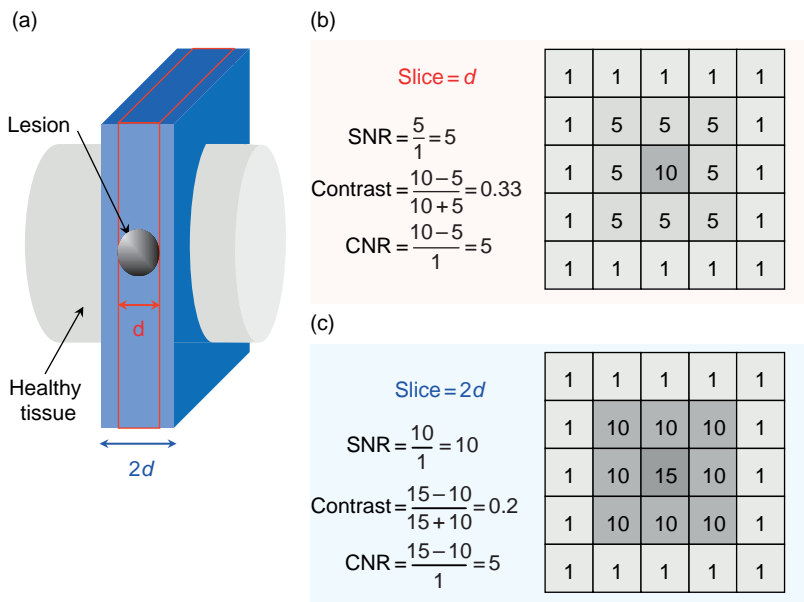 (a)
Lesion
d
Healthy
tissue
2d
(b)
Slice = d
SNR = 5/1 = 5
Contrast = 10 − 5/10 + 5 = 0.33
CNR = 10 − 5/1 = 5
1 1 1 1 1
1 5 5 5 1
1 5 10 5 1
1 5 5 5 1
1 1 1 1 1
(c)
Slice = 2d
SNR = 10/1 = 10
Contrast = 15 − 10/15 + 10 = 0.2
CNR = 15 − 10/1 = 5
1 1 1 1 1
1 10 10 10 1
1 10 15 10 1
1 10 10 10 1
1 1 1 1 1